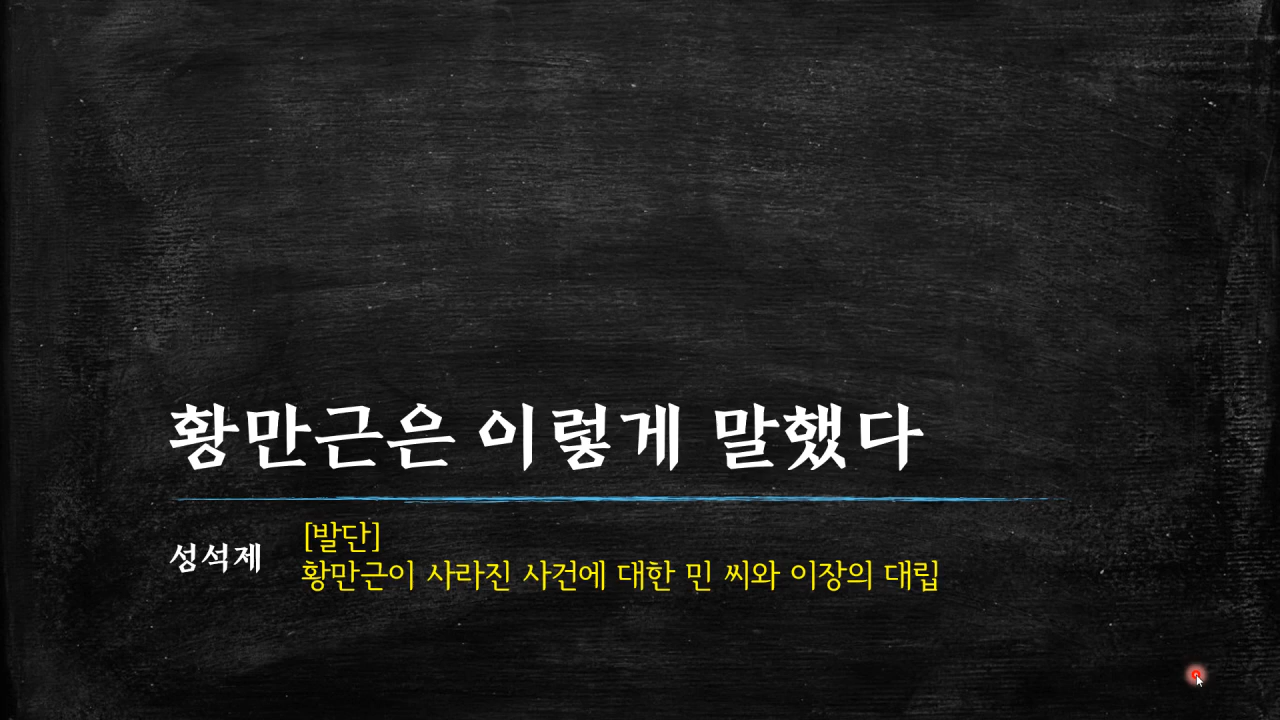 황만근은 이렇게 말했다
성석제
[발단]
황만근이 사라진 사건에 대한 민 씨와 이장의 대립